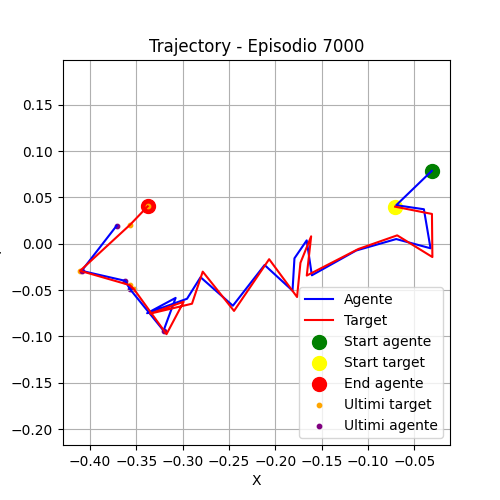 Trajectory - Episodio 7000
0.15
0.10
0.05
0.00
−0.05
−0.10
−0.15
−0.20
Agente
Target
Start agente
Start target
End agente
Ultimi target
Ultimi agente
−0.40 −0.35 −0.30 −0.25 −0.20 −0.15 −0.10 −0.05
X